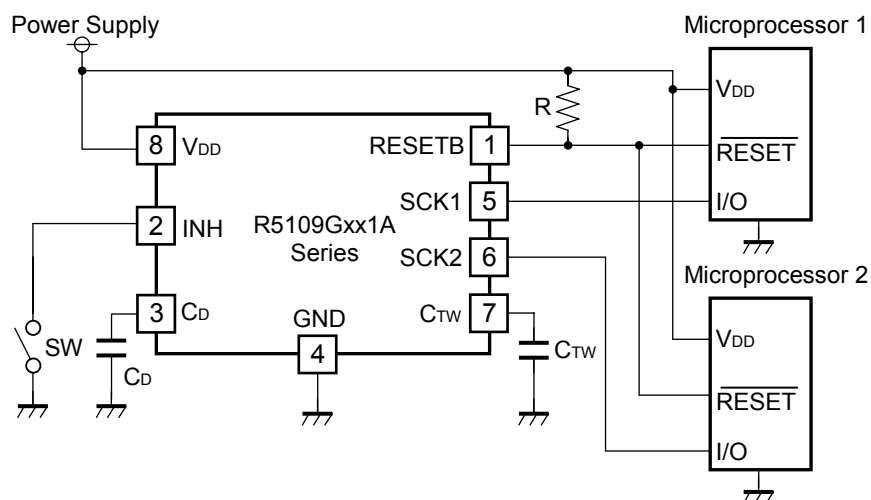 Power Supply
Microprocessor 1
R
VDD
RESET
I/O
8 VDD
RESETB 1
2 INH
R5109Gxx1A
Series
SCK1 5
SCK2 6
3 CD
GND
4
CTW 7
SW
CD
CTW
Microprocessor 2
VDD
RESET
I/O